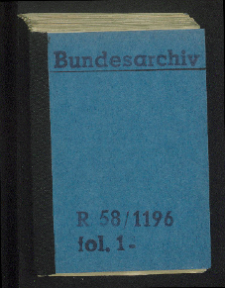 Bundesarchiv
R 58/1196
fol. 1-